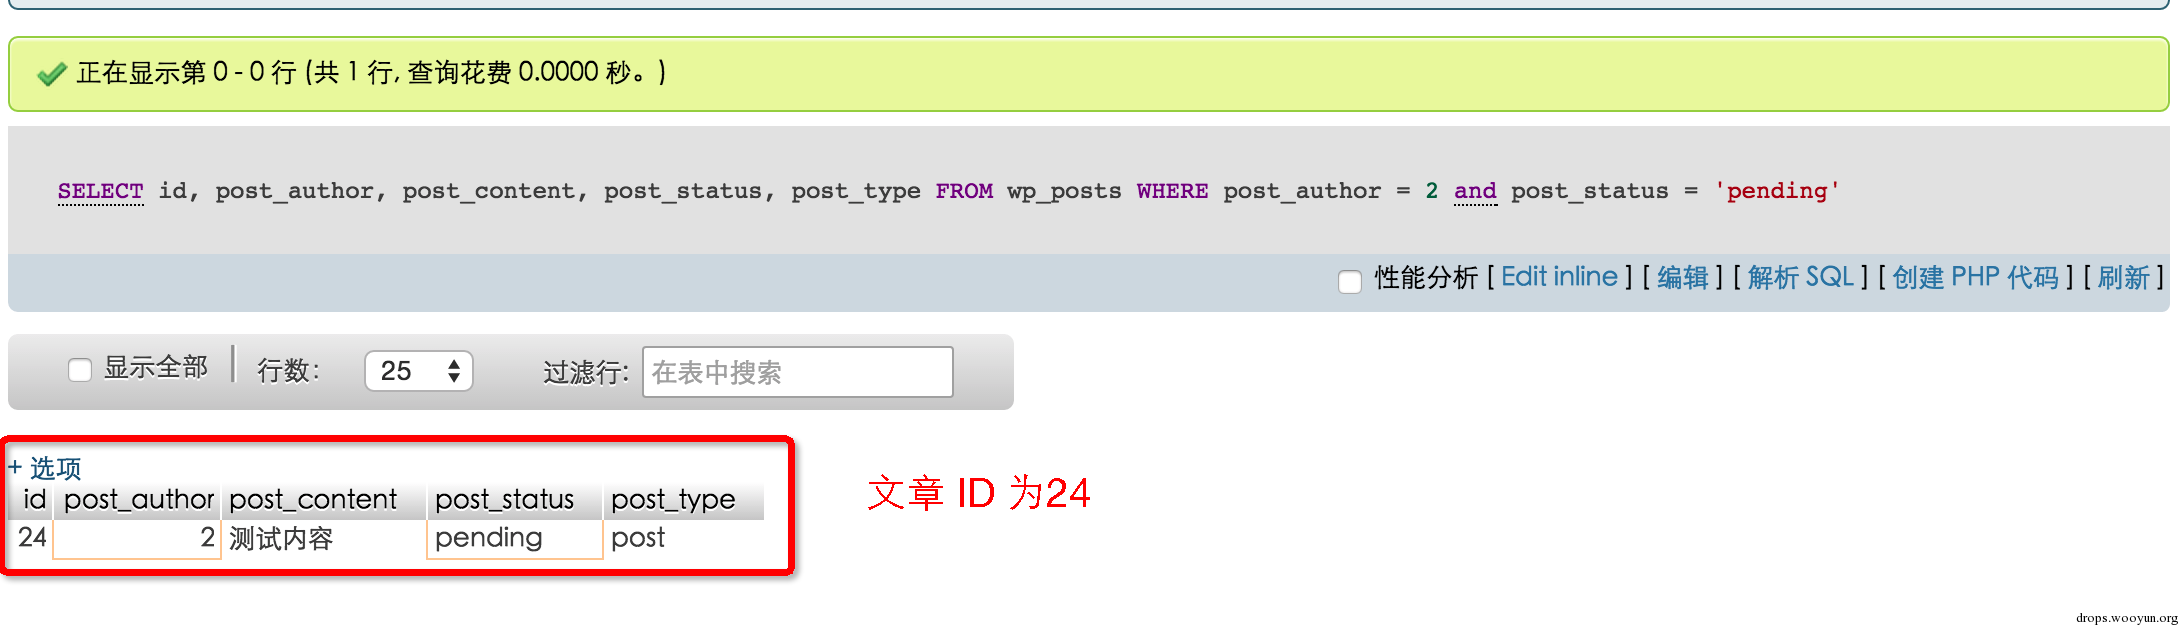 正在显示第 0 - 0 行 (共 1 行, 查询花费 0.0000 秒。)
SELECT id, post_author, post_content, post_status, post_type FROM wp_posts WHERE post_author = 2 and post_status = 'pending'
性能分析 [ Edit inline ] [ 编辑 ] [ 解析 SQL ] [ 创建 PHP 代码 ] [ 刷新 ]
显示全部 行数: 25 过滤行: 在表中搜索
+ 选项
id post_author post_content post_status post_type
24 2 测试内容 pending post
文章 ID 为24
drops.wooyun.org